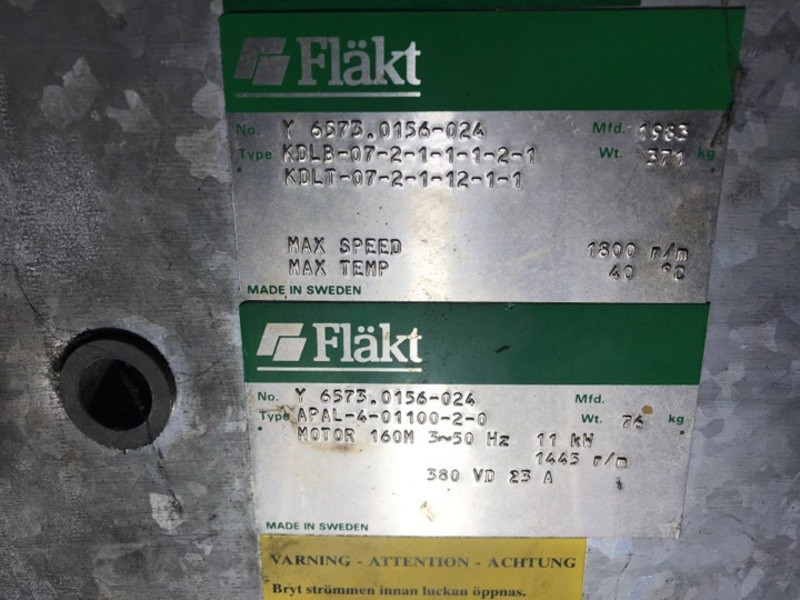 Fläkt
No. Y 6573.0156-024 Mfd. 1983
Type KDLB-07-2-1-1-1-2-1 Wt. 371 kg
KDLT-07-2-1-12-1-1
MAX SPEED 1800 r/m
MAX TEMP 40 °C
MADE IN SWEDEN
Fläkt
No. Y 6573.0156-024 Mfd.
Type APAL-4-01100-2-0 Wt. 76 kg
MOTOR 160M 3~50 Hz 11 kW
1445 r/m
380 VD 23 A
MADE IN SWEDEN
VARNING - ATTENTION - ACHTUNG
Bryt strömmen innan luckan öppnas.